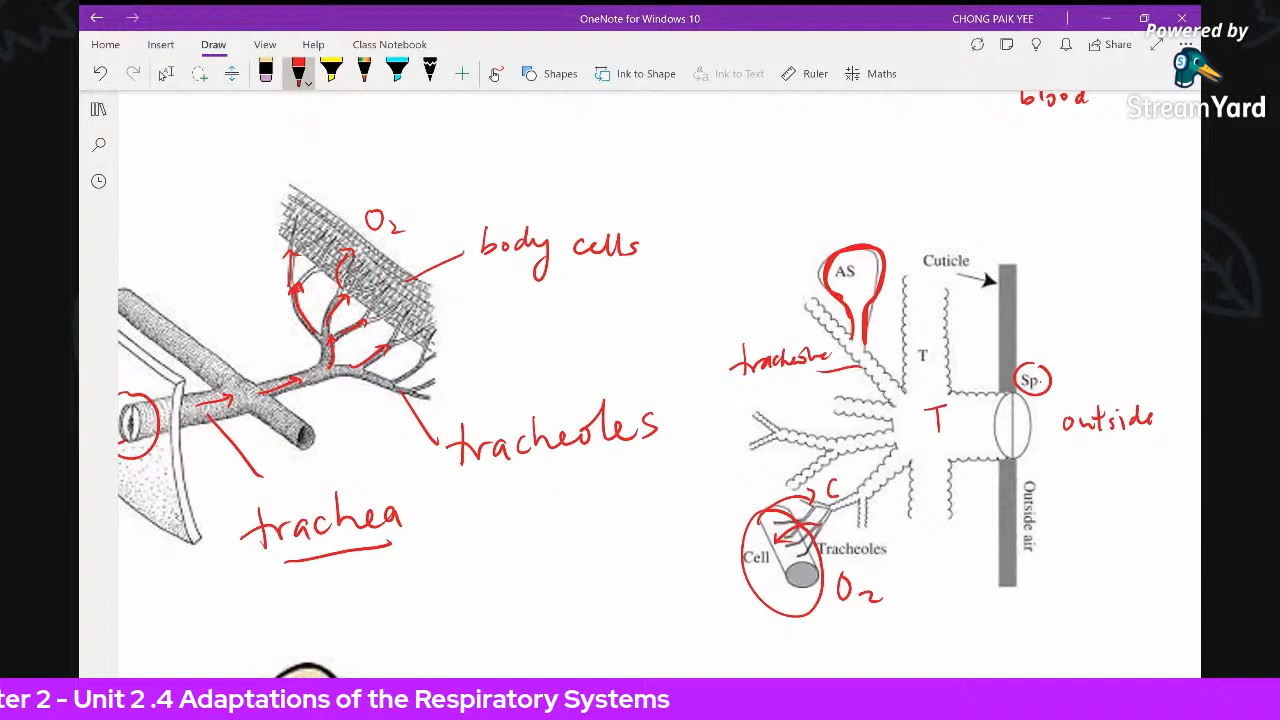 OneNote for Windows 10
CHONG PAIK YEE
Powered by
StreamYard
Home Insert Draw View Help Class Notebook
Share
Shapes Ink to Shape Ink to Text Ruler Maths
blood
O2
body cells
tracheoles
trachea
AS
Cuticle
T
Sp.
tracheole
T
outside
C
Outside air
Cell
Tracheoles
O2
ter 2 - Unit 2 .4 Adaptations of the Respiratory Systems